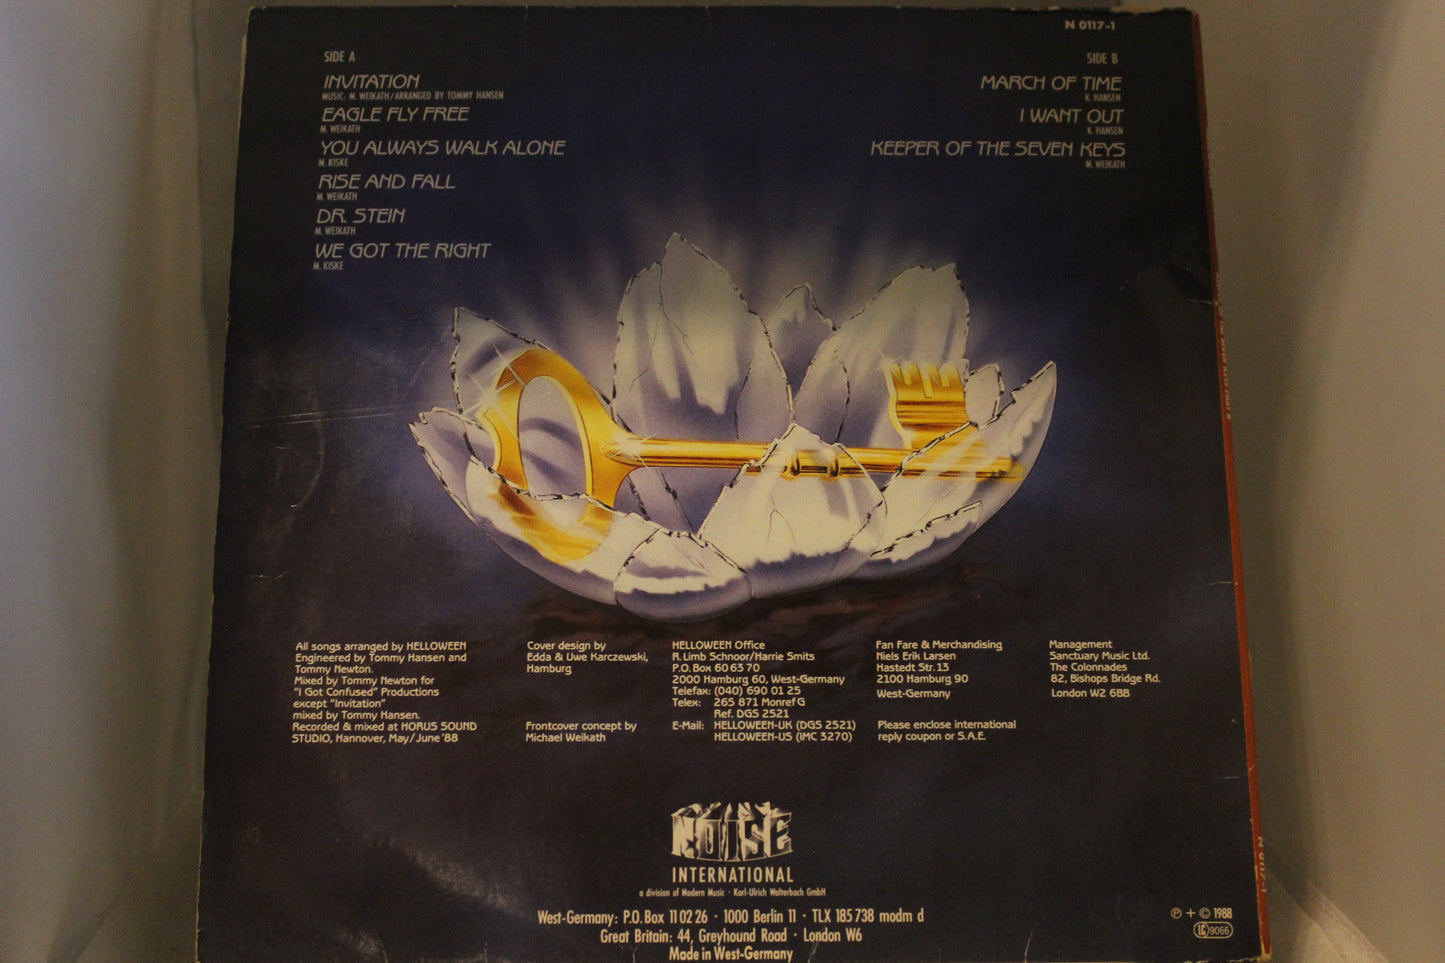 N 0117-1
SIDE A
INVITATION
MUSIC: M. WEIKATH/ARRANGED BY TOMMY HANSEN
EAGLE FLY FREE
M. WEIKATH
YOU ALWAYS WALK ALONE
M. KISKE
RISE AND FALL
M. WEIKATH
DR. STEIN
M. WEIKATH
WE GOT THE RIGHT
M. KISKE
SIDE B
MARCH OF TIME
K. HANSEN
I WANT OUT
K. HANSEN
KEEPER OF THE SEVEN KEYS
M. WEIKATH
All songs arranged by HELLOWEEN
Engineered by Tommy Hansen and
Tommy Newton.
Mixed by Tommy Newton for
"I Got Confused" Productions
except "Invitation"
mixed by Tommy Hansen.
Recorded & mixed at HORUS SOUND
STUDIO, Hannover, May/June '88
Cover design by
Edda & Uwe Karczewski,
Hamburg
Frontcover concept by
Michael Weikath
HELLOWEEN Office
R. Limb Schnoor/Harrie Smits
P.O. Box 60 63 70
2000 Hamburg 60, West-Germany
Telefax: (040) 690 01 25
Telex: 265 871 Monref G
Ref. DGS 2521
E-Mail: HELLOWEEN-UK (DGS 2521)
HELLOWEEN-US (IMC 3270)
Fan Fare & Merchandising
Niels Erik Larsen
Hastedt Str. 13
2100 Hamburg 90
West-Germany
Please enclose international
reply coupon or S.A.E.
Management
Sanctuary Music Ltd.
The Colonnades
82, Bishops Bridge Rd.
London W2 6BB
NOISE
INTERNATIONAL
a division of Modern Music · Karl-Ulrich Walterbach GmbH
West-Germany: P.O. Box 11 02 26 · 1000 Berlin 11 · TLX 185 738 modm d
Great Britain: 44, Greyhound Road · London W6
Made in West-Germany
℗ + © 1988
LC 9066